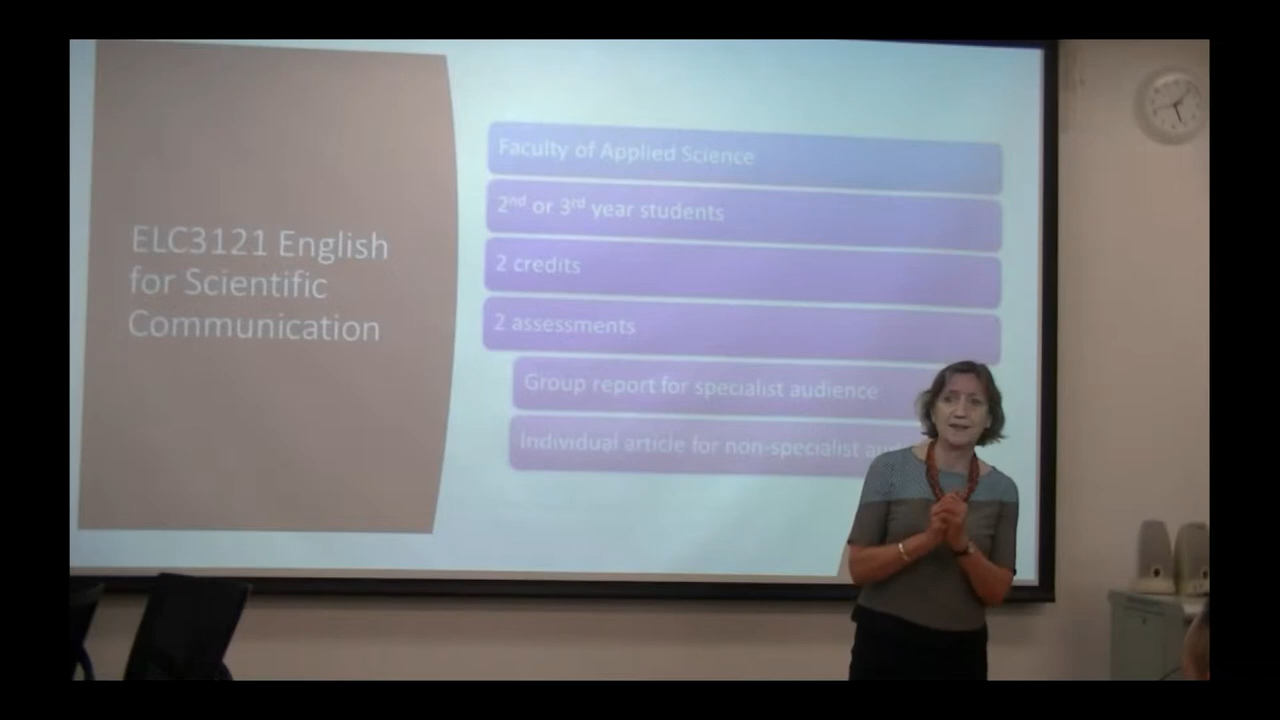 ELC3121 English
for Scientific
Communication
Faculty of Applied Science
2nd or 3rd year students
2 credits
2 assessments
Group report for specialist audience
Individual article for non-specialist